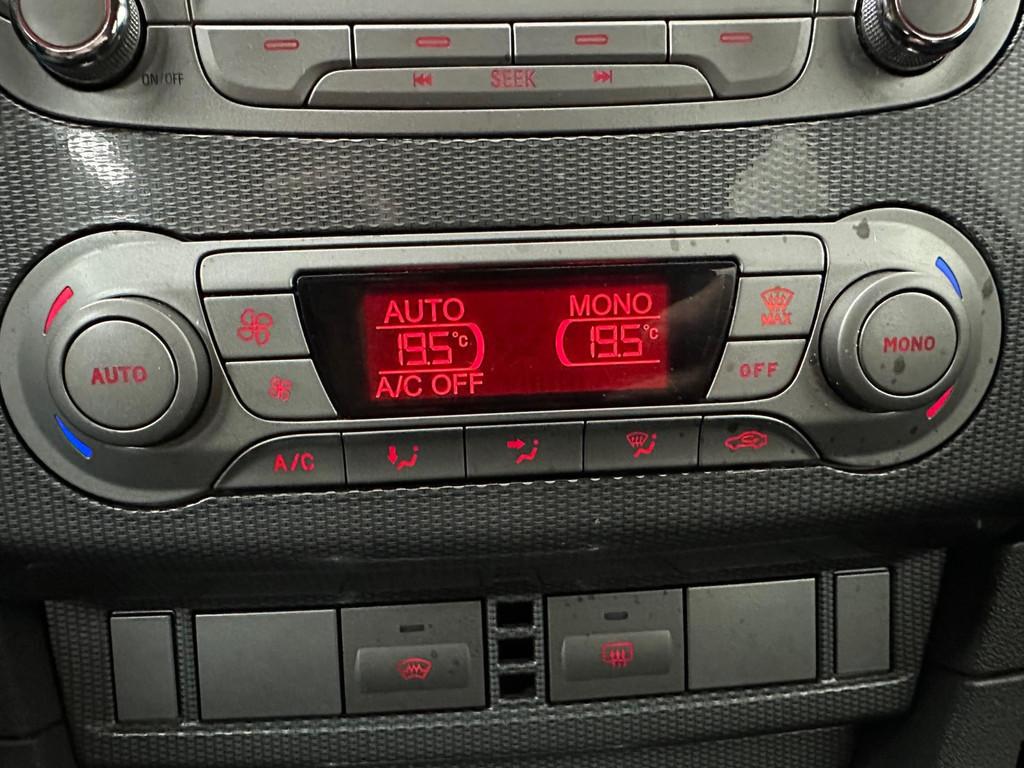 ON/OFF
SEEK
AUTO
MONO
19.5°C
19.5°C
A/C OFF
AUTO
MAX
OFF
MONO
A/C